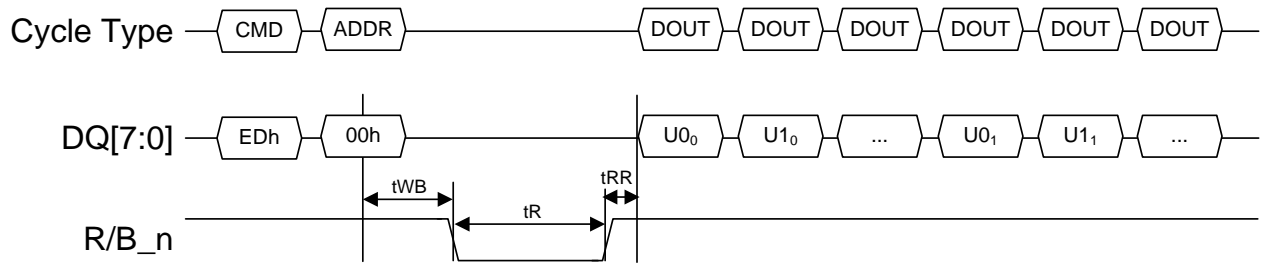 Cycle Type CMD ADDR DOUT DOUT DOUT DOUT DOUT DOUT
DQ[7:0] EDh 00h U0₀ U1₀ ... U0₁ U1₁ ...
tWB tR tRR
R/B_n